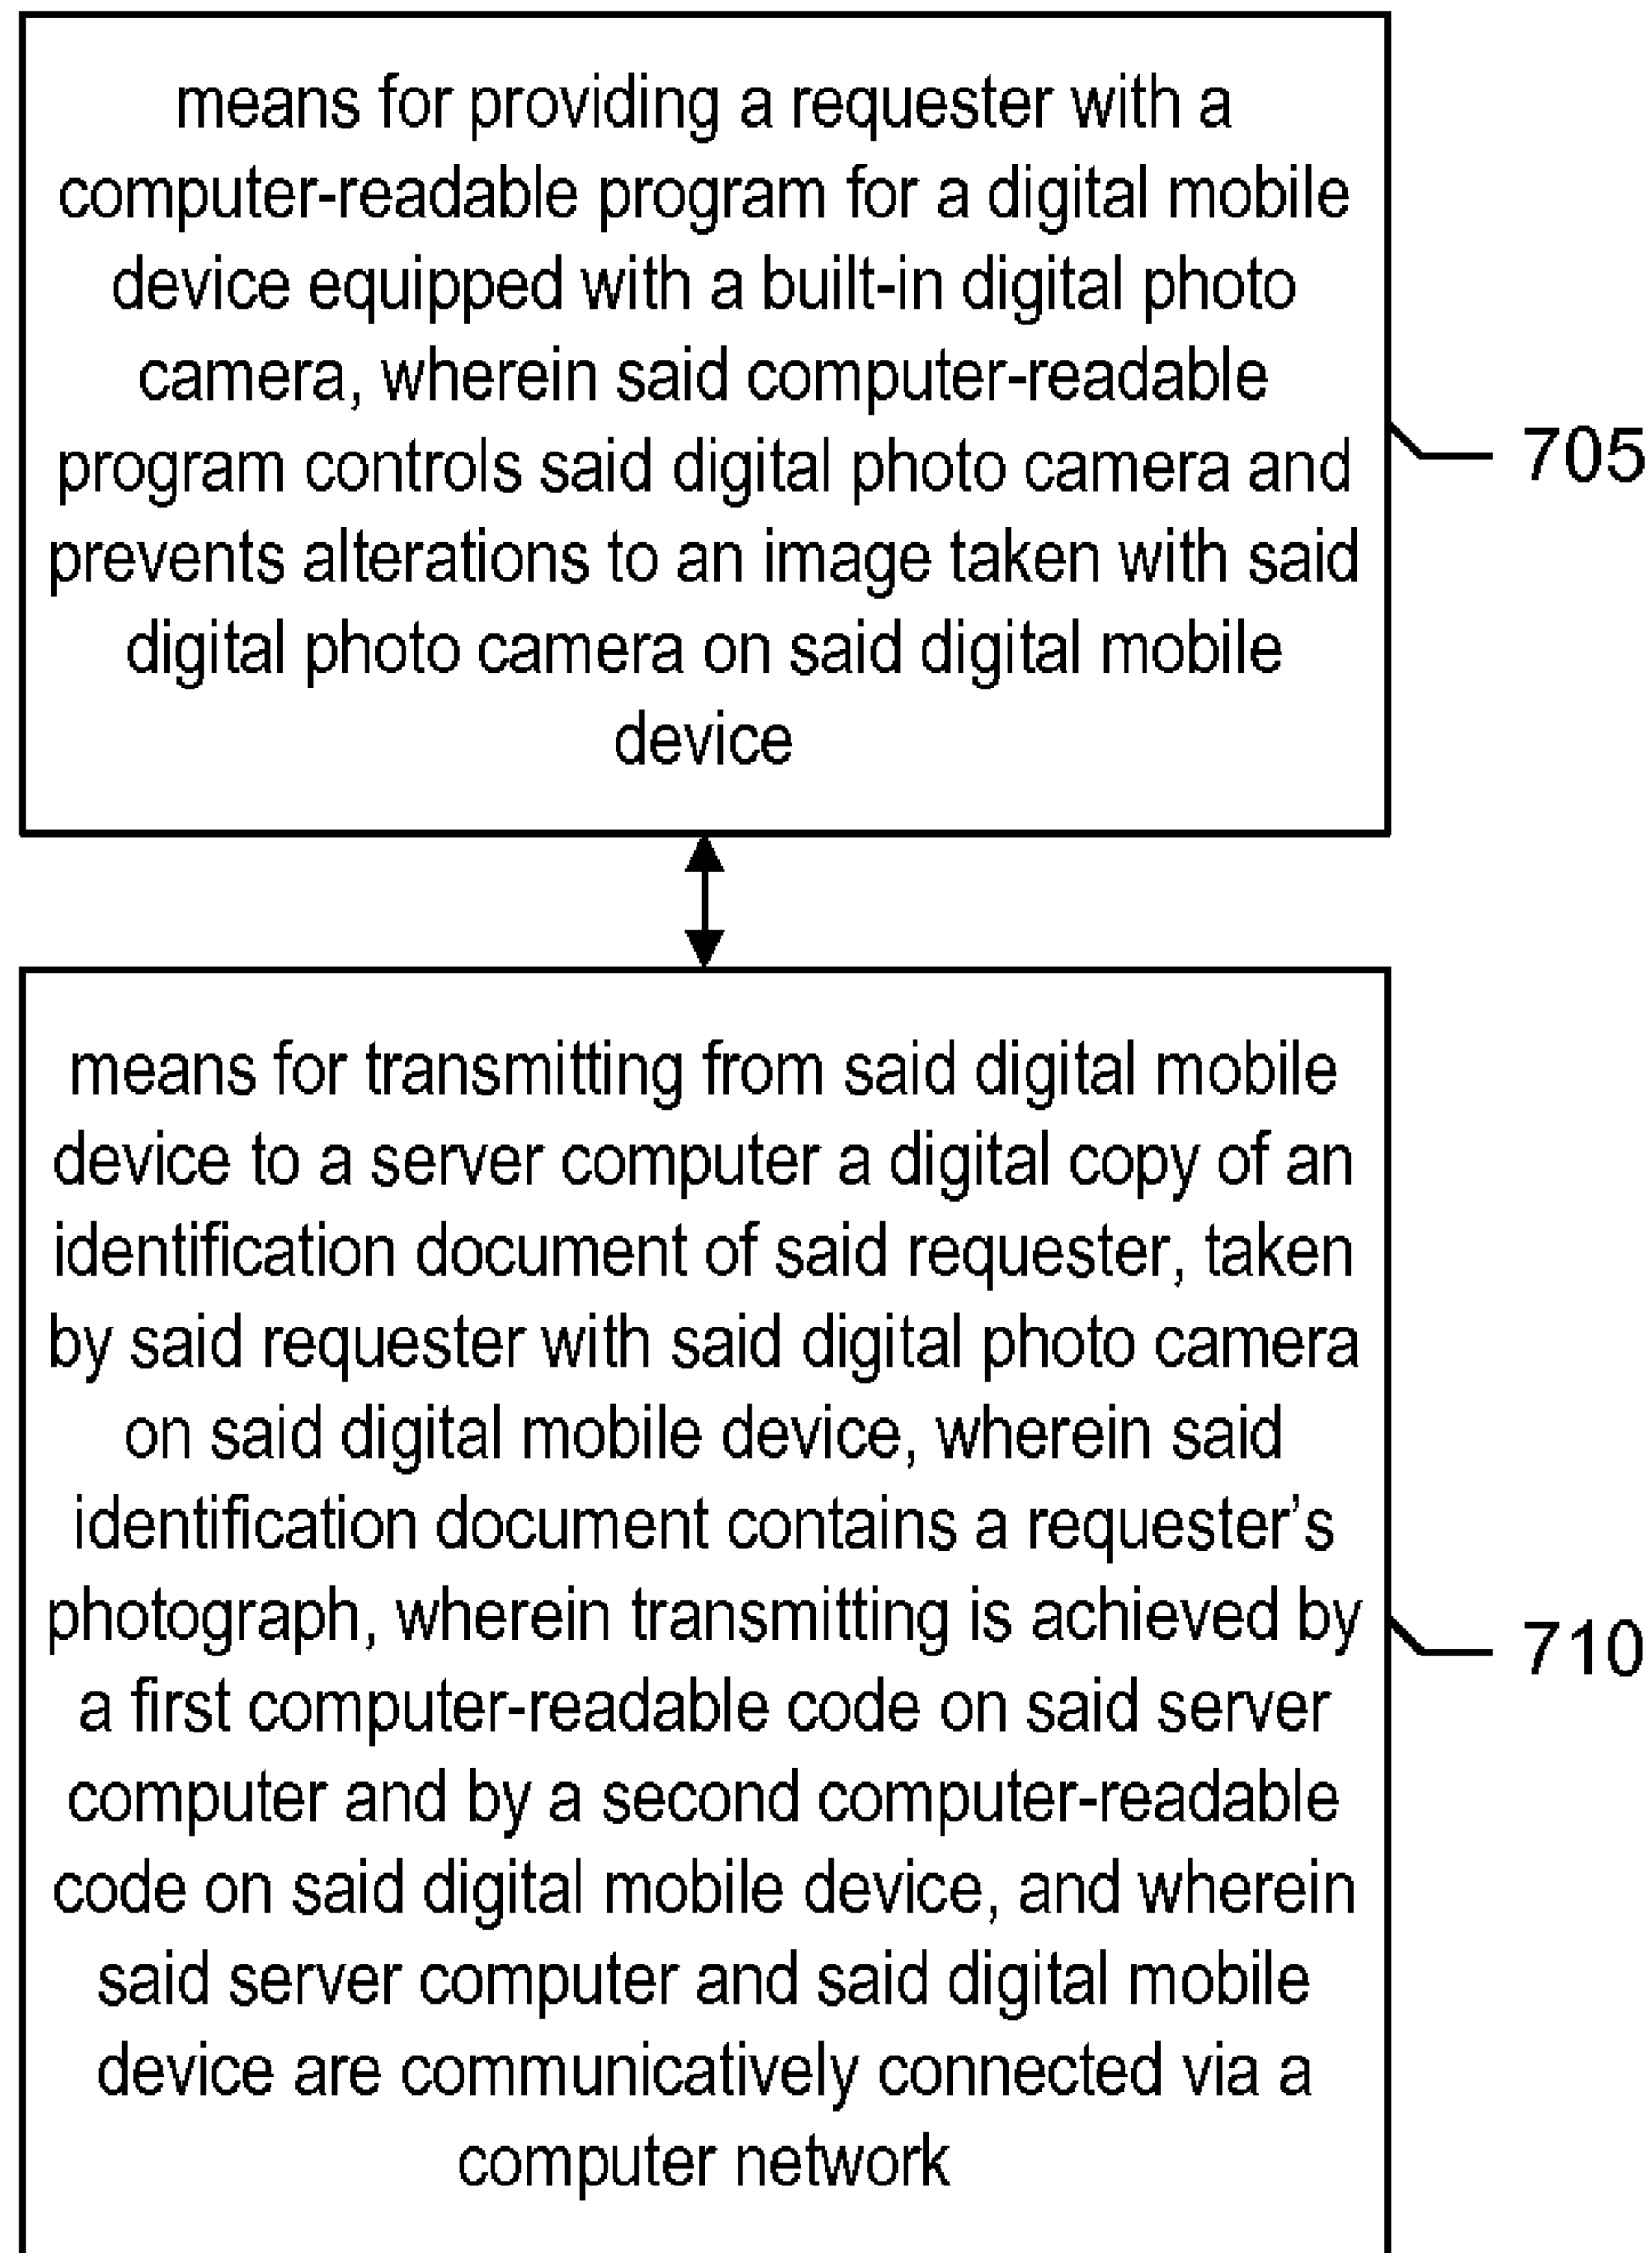 means for providing a requester with a
computer-readable program for a digital mobile
device equipped with a built-in digital photo
camera, wherein said computer-readable
program controls said digital photo camera and
prevents alterations to an image taken with said
digital photo camera on said digital mobile
device
705
means for transmitting from said digital mobile
device to a server computer a digital copy of an
identification document of said requester, taken
by said requester with said digital photo camera
on said digital mobile device, wherein said
identification document contains a requester’s
photograph, wherein transmitting is achieved by
a first computer-readable code on said server
computer and by a second computer-readable
code on said digital mobile device, and wherein
said server computer and said digital mobile
device are communicatively connected via a
computer network
710